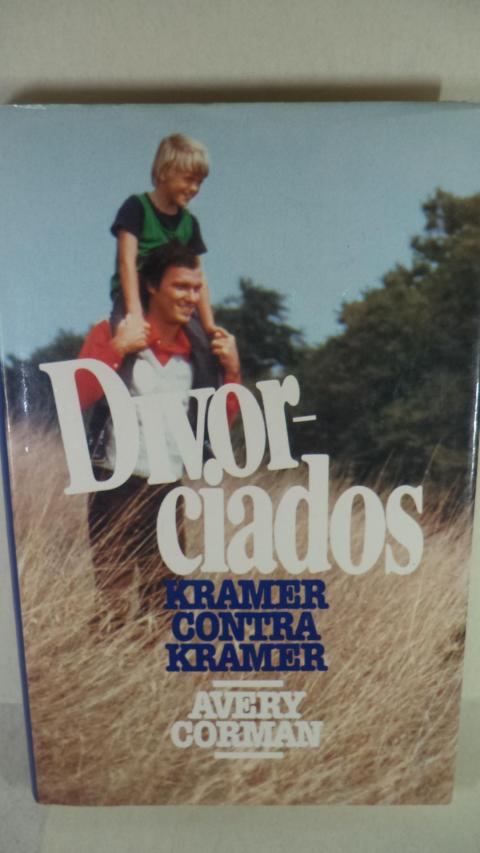 Divor-
ciados
KRAMER
CONTRA
KRAMER
AVERY
CORMAN